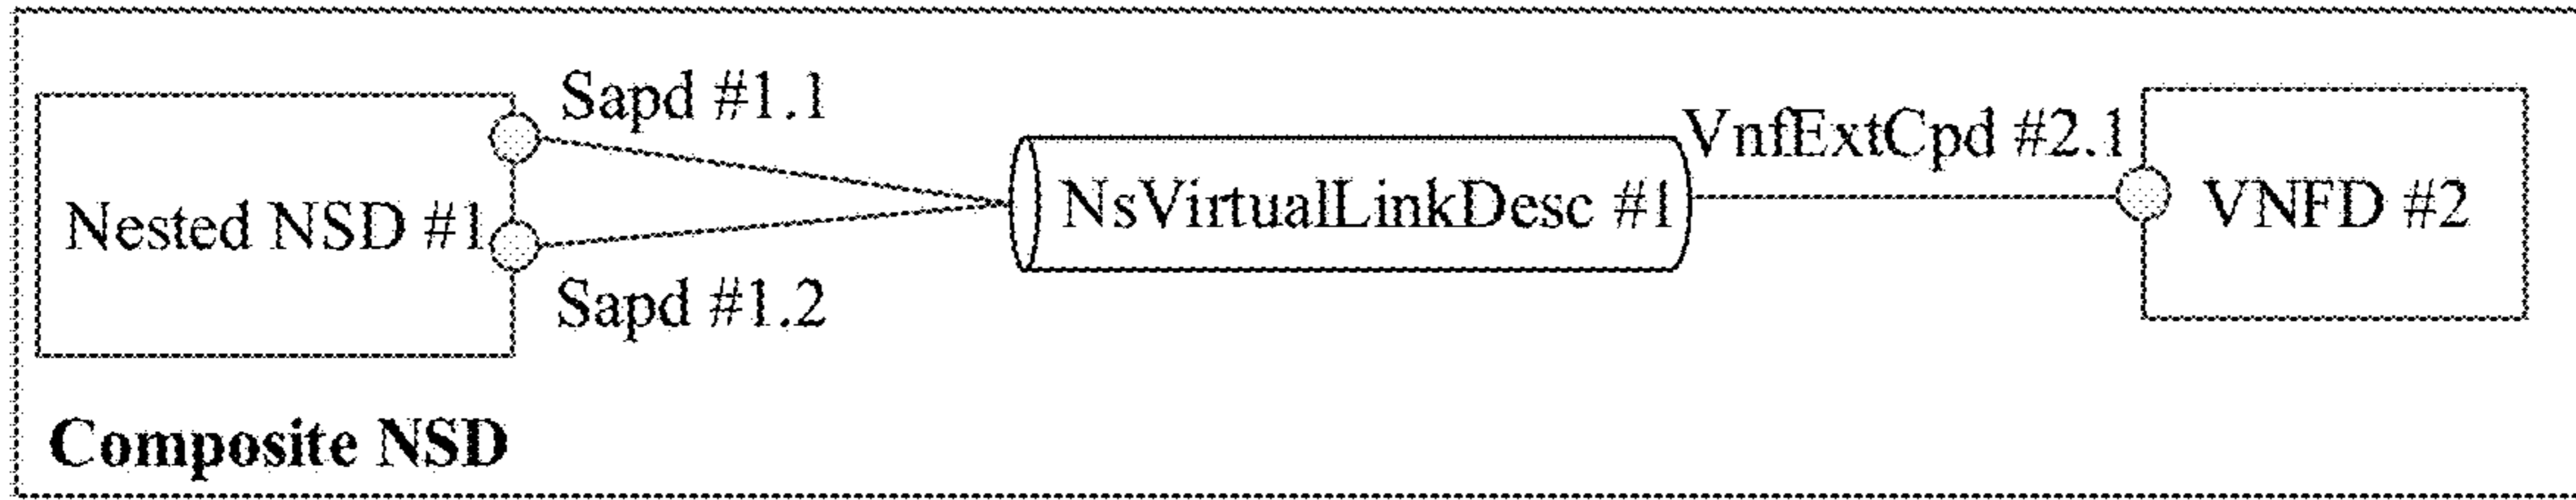 Sapd #1.1
VnfExtCpd #2.1
Nested NSD #1
NsVirtualLinkDesc #1
VNFD #2
Sapd #1.2
Composite NSD